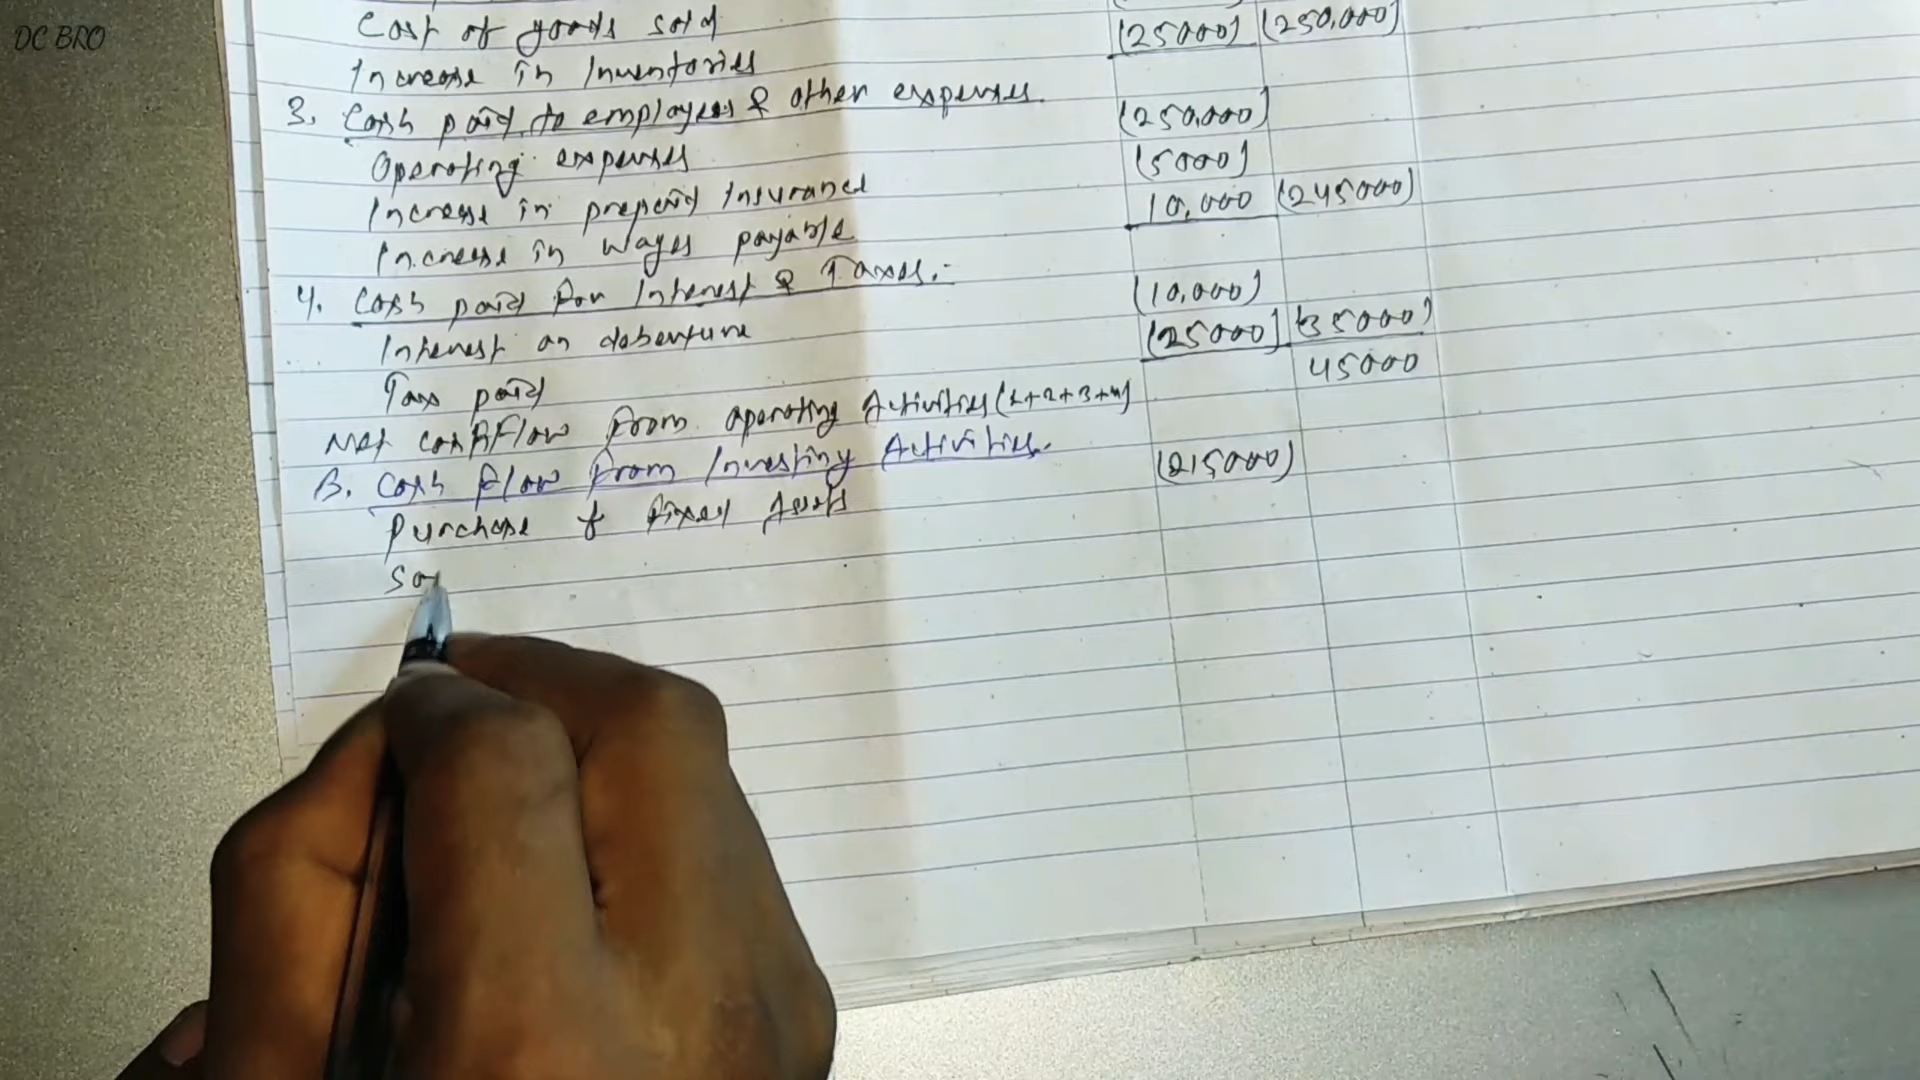 DC BRO
Cost of goods sold
Increase in Inventories (25000) (250,000)
3. Cash paid to employees & other expenses.
Operating expenses (250,000)
Increase in prepaid Insurance (5000)
Increase in wages payable 10,000 (245000)
4. Cash paid for Interest & Taxes.-
Interest on debenture (10,000)
Tax paid (25000) (35000)
Net cashflow from operating Activities (1+2+3+4) 45000
B. Cash flow from Investing Activities.
Purchase of fixed Assets (215000)
Sa